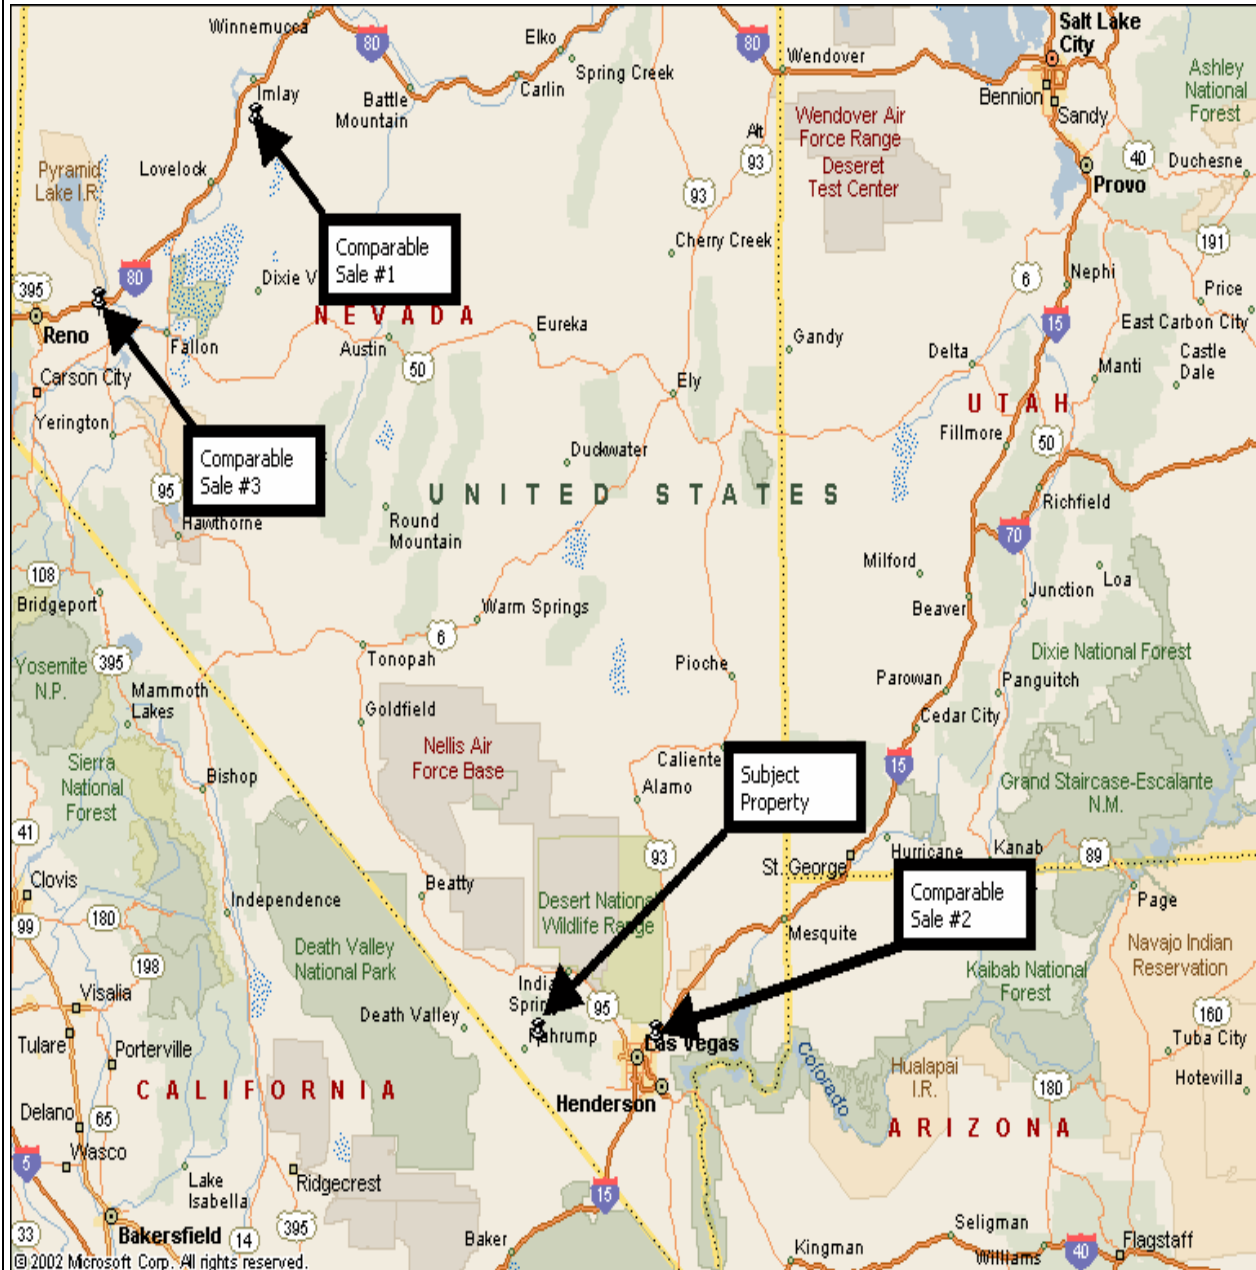 Winnemucca
80
Elko
Spring Creek
80
Wendover
Salt Lake
City
Imlay
Battle
Mountain
Carlin
Bennion
Sandy
Ashley
National
Forest
Wendover Air
Force Range
Deseret
Test Center
Alt
93
40
Duchesne
Pyramid
Lake I.R.
Lovelock
93
Provo
Comparable
Sale #1
Cherry Creek
191
80
Dixie V
6
Nephi
Price
395
Reno
NEVADA
Eureka
15
East Carbon City
Fallon
Austin
50
Gandy
Delta
Castle
Dale
Manti
Carson City
Ely
UTAH
Yerington
Fillmore
50
Comparable
Sale #3
Duckwater
95
UNITED STATES
Richfield
Hawthorne
Round
Mountain
70
108
Milford
Loa
Bridgeport
Warm Springs
Beaver
Junction
6
Yosemite
N.P.
395
Tonopah
Pioche
Dixie National Forest
Mammoth
Lakes
Parowan
Panguitch
Goldfield
Cedar City
Nellis Air
Force Base
Caliente
Subject
Property
15
Sierra
National
Forest
Bishop
Alamo
Grand Staircase-Escalante
N.M.
41
93
Hurricane
Kanab
89
St. George
Clovis
Beatty
Comparable
Sale #2
Independence
Desert National
Wildlife Range
Page
180
99
Mesquite
Death Valley
National Park
Navajo Indian
Reservation
198
Kaibab National
Forest
Visalia
India
Sprin
95
160
Death Valley
Pahrump
Las Vegas
Tulare
Porterville
Colorado
Tuba City
Hualapai
I.R.
CALIFORNIA
180
Hotevilla
Henderson
Delano
65
ARIZONA
Wasco
5
Lake
Isabella
Ridgecrest
15
395
Bakersfield
33
14
Baker
Seligman
Flagstaff
Kingman
Williams
40
© 2002 Microsoft Corp. All rights reserved.